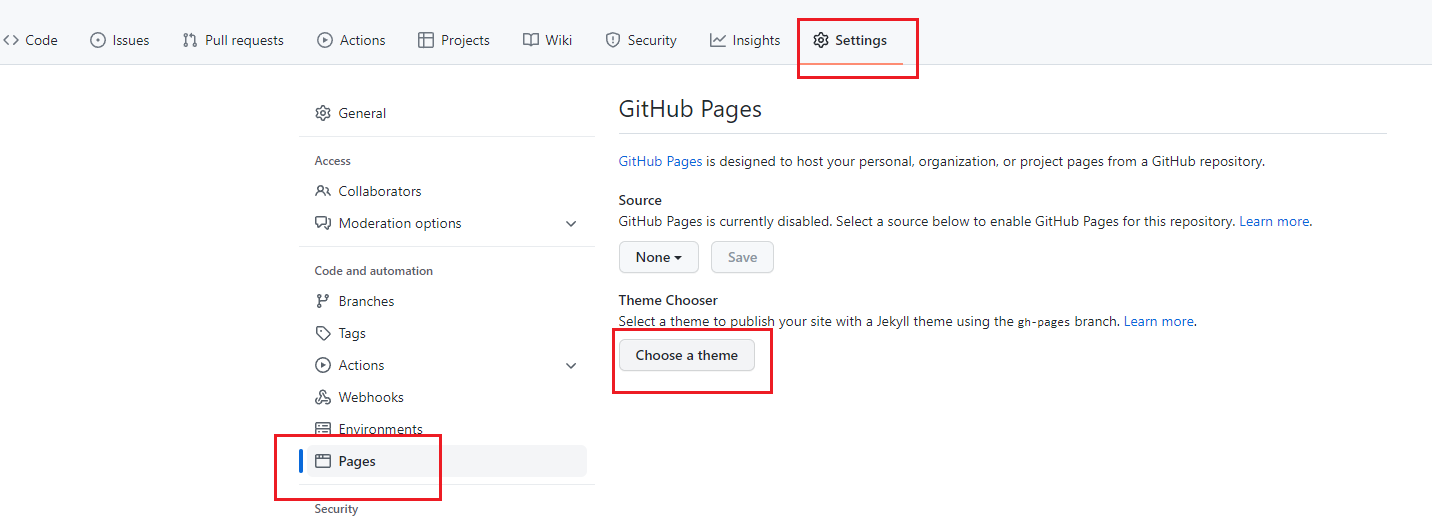 Code Issues Pull requests Actions Projects Wiki Security Insights Settings
General
Access
Collaborators
Moderation options
Code and automation
Branches
Tags
Actions
Webhooks
Environments
Pages
Security
GitHub Pages
GitHub Pages is designed to host your personal, organization, or project pages from a GitHub repository.
Source
GitHub Pages is currently disabled. Select a source below to enable GitHub Pages for this repository. Learn more.
None Save
Theme Chooser
Select a theme to publish your site with a Jekyll theme using the gh-pages branch. Learn more.
Choose a theme